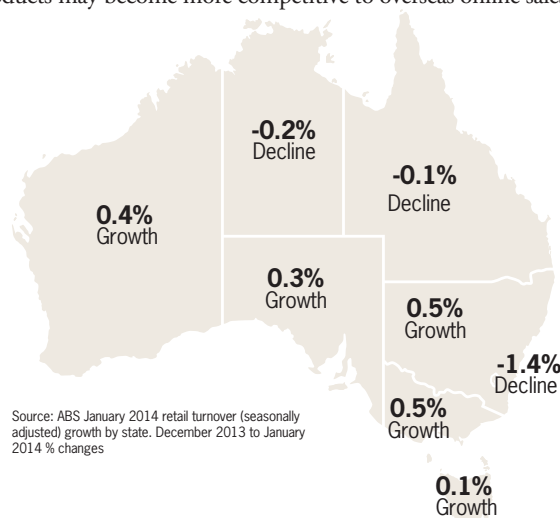 products may become more competitive to overseas online sales
-0.2%
Decline
-0.1%
Decline
0.4%
Growth
0.3%
Growth
0.5%
Growth
-1.4%
Decline
0.5%
Growth
Source: ABS January 2014 retail turnover (seasonally
adjusted) growth by state. December 2013 to January
2014 % changes
0.1%
Growth